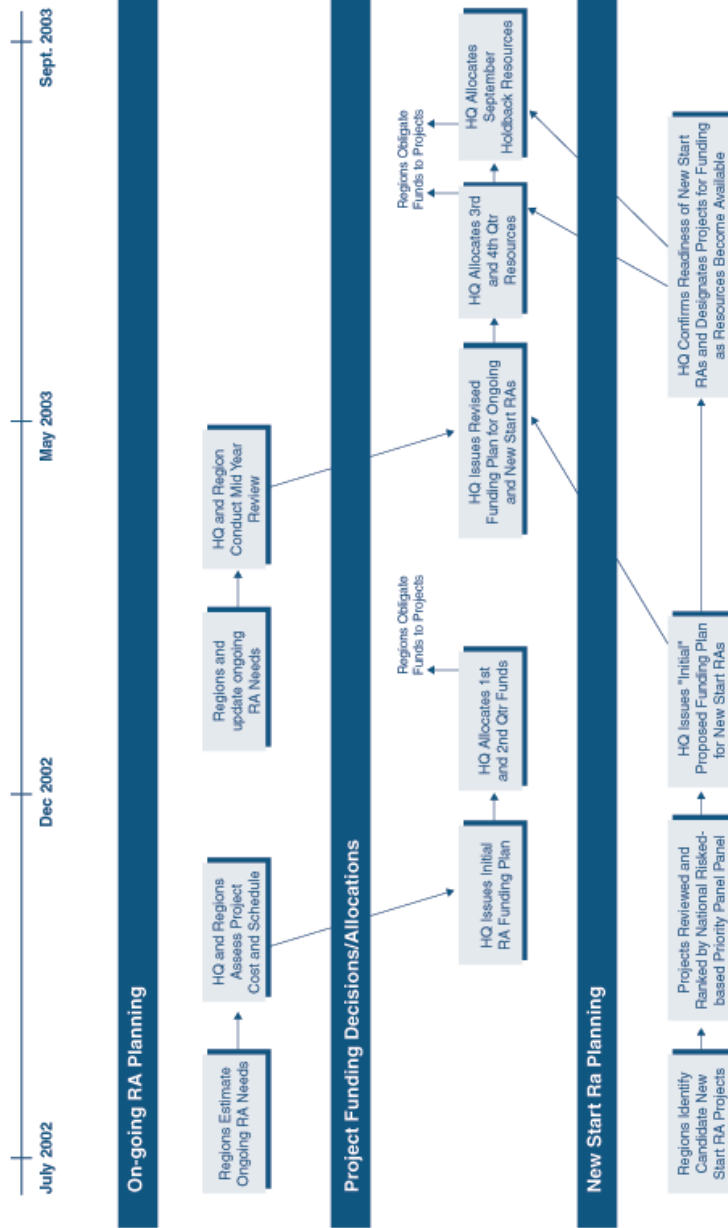 July 2002
Dec 2002
May 2003
Sept. 2003
On-going RA Planning
Regions Estimate
Ongoing RA Needs
HQ and Regions
Assess Project
Cost and Schedule
Regions and
update ongoing
RA Needs
HQ and Region
Conduct Mid Year
Review
Project Funding Decisions/Allocations
HQ Issues Initial
RA Funding Plan
HQ Allocates 1st
and 2nd Qtr Funds
Regions Obligate
Funds to Projects
HQ Issues Revised
Funding Plan for Ongoing
and New Start RAs
HQ Allocates 3rd
and 4th Qtr
Resources
Regions Obligate
Funds to Projects
HQ Allocates
September
Holdback Resources
New Start Ra Planning
Regions Identify
Candidate New
Start RA Projects
Projects Reviewed and
Ranked by National Risked-
based Priority Panel Panel
HQ Issues "Initial"
Proposed Funding Plan
for New Start RAs
HQ Confirms Readiness of New Start
RAs and Designates Projects for Funding
as Resources Become Available